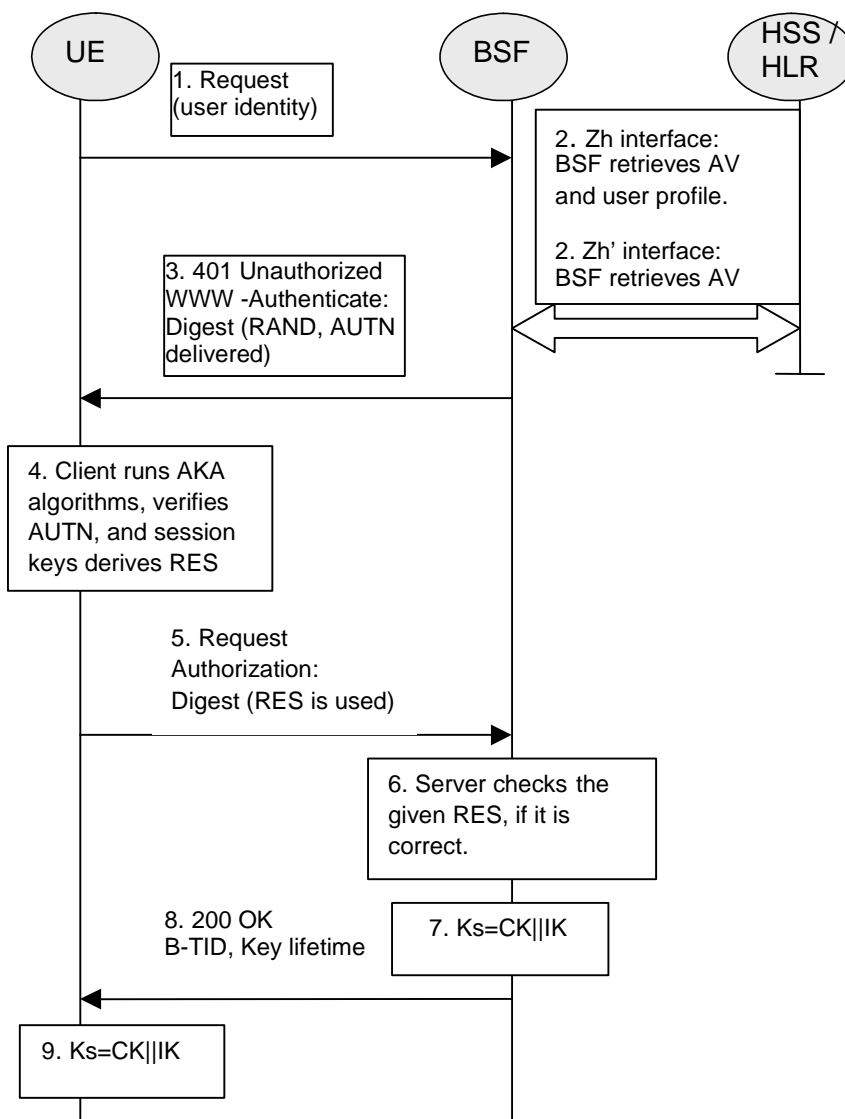 UE
BSF
HSS /
HLR
1. Request
(user identity)
2. Zh interface:
BSF retrieves AV
and user profile.
2. Zh' interface:
BSF retrieves AV
3. 401 Unauthorized
WWW -Authenticate:
Digest (RAND, AUTN
delivered)
4. Client runs AKA
algorithms, verifies
AUTN, and session
keys derives RES
5. Request
Authorization:
Digest (RES is used)
6. Server checks the
given RES, if it is
correct.
7. Ks=CK||IK
8. 200 OK
B-TID, Key lifetime
9. Ks=CK||IK